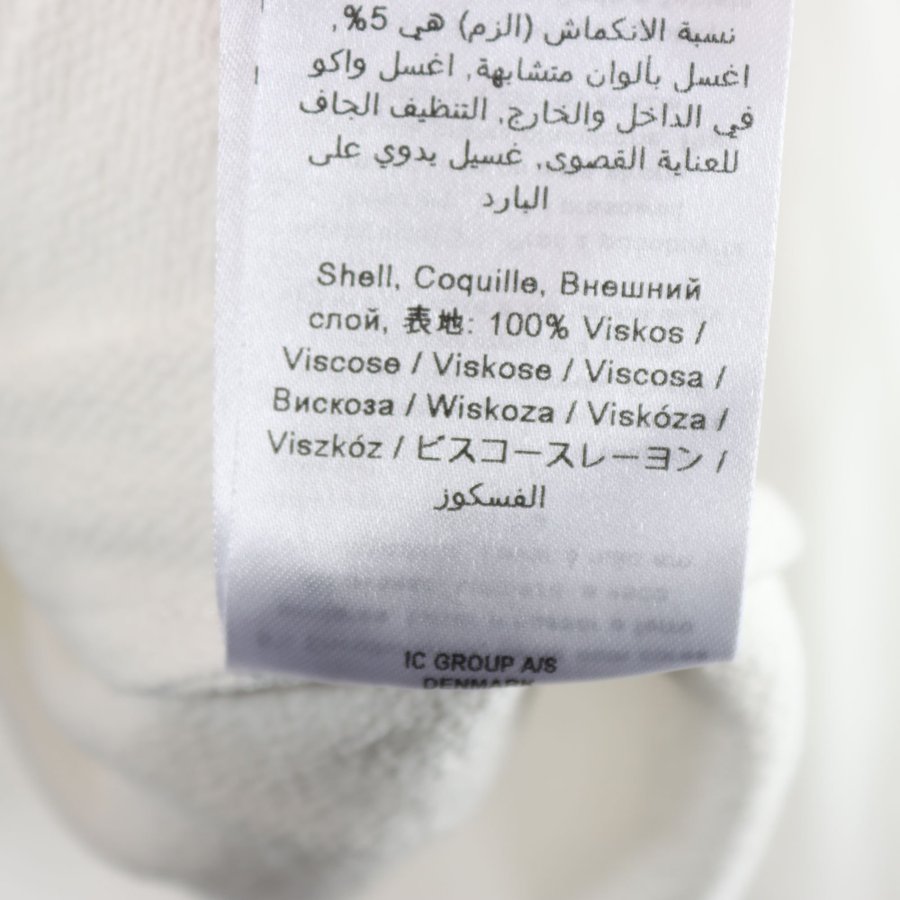 نسبة الانكماش (الزم) هي 5%,
اغسل بألوان متشابهة, اغسل واكو
في الداخل والخارج, التنظيف الجاف
للعناية القصوى, غسيل يدوي على
البارد
Shell, Coquille, Внешний
слой, 表地: 100% Viskos /
Viscose / Viskose / Viscosa /
Вискоза / Wiskoza / Viskóza /
Viszkóz / ビスコースレーヨン /
الفسكوز
IC GROUP A/S
DENMARK